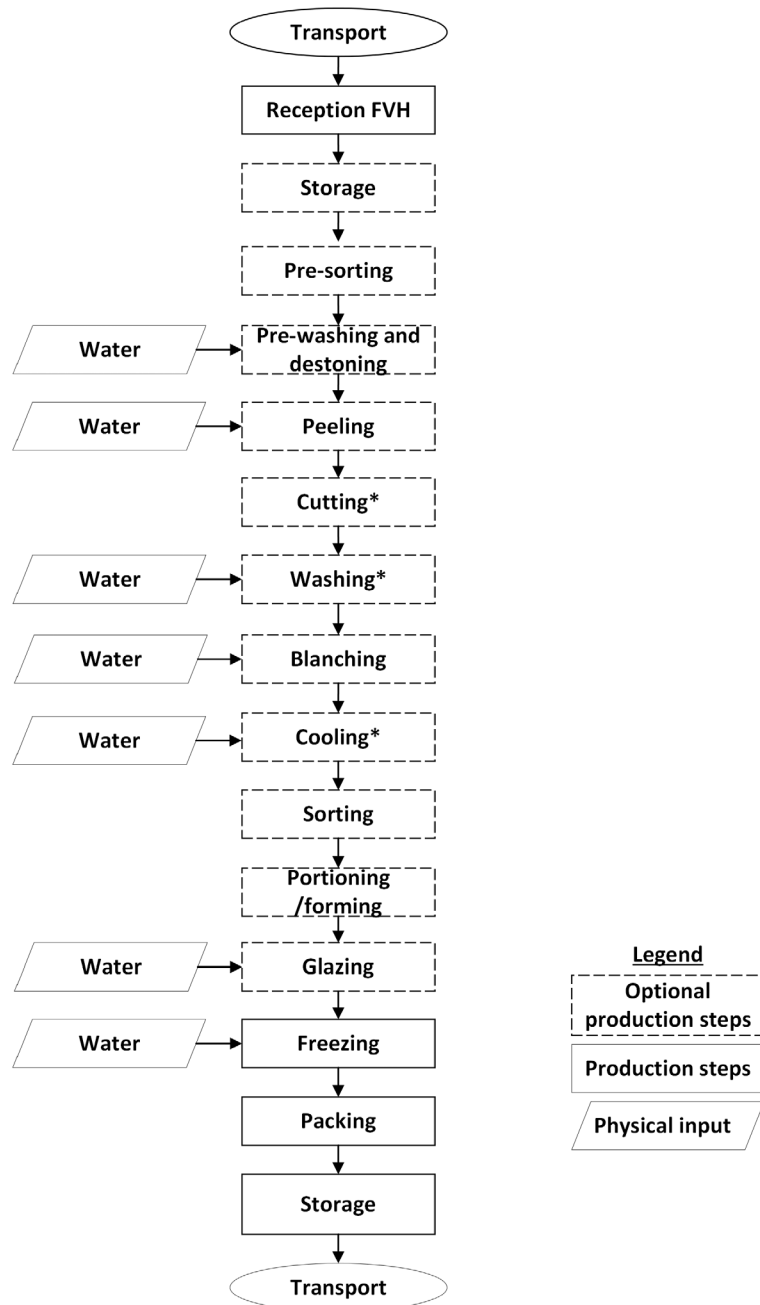 Transport
Reception FVH
Storage
Pre-sorting
Water
Pre-washing and
destoning
Water
Peeling
Cutting*
Water
Washing*
Water
Blanching
Water
Cooling*
Sorting
Portioning
/forming
Water
Glazing
Water
Freezing
Packing
Storage
Transport
Legend
Optional
production steps
Production steps
Physical input